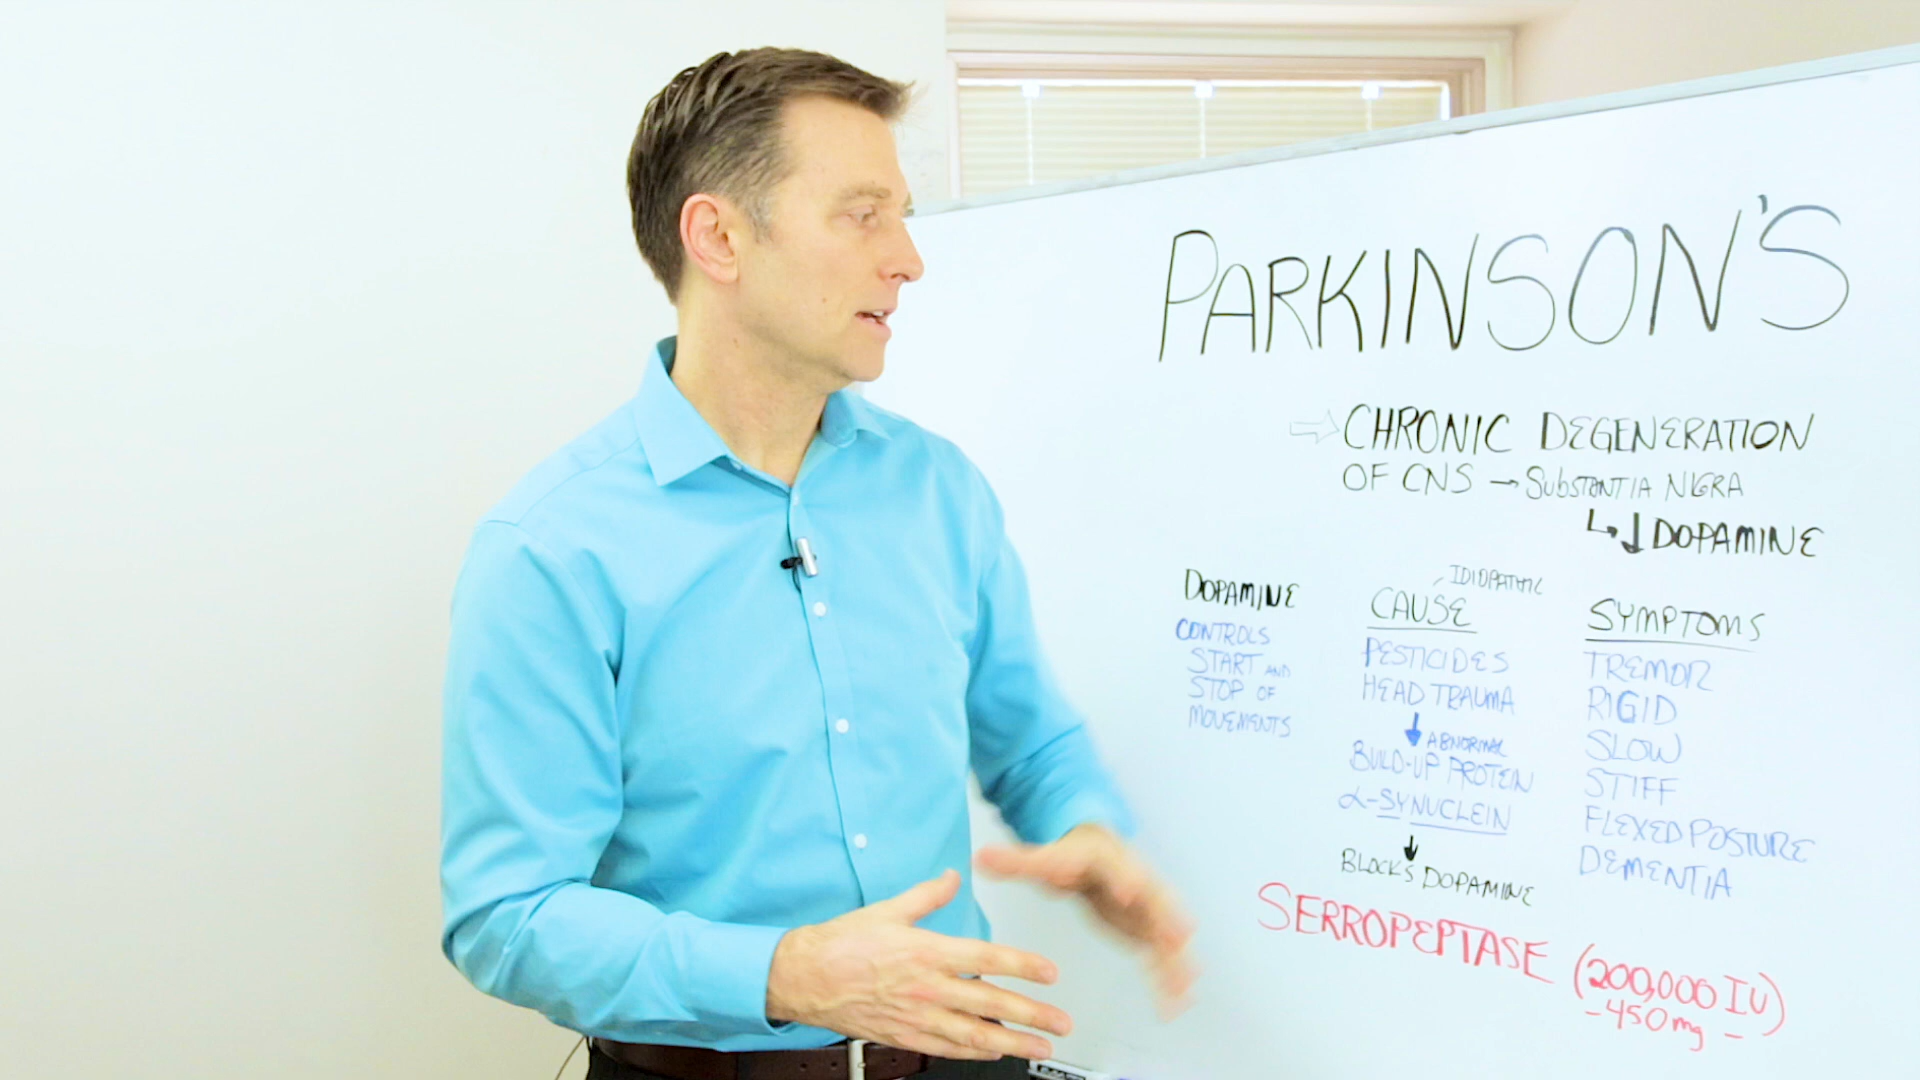 PARKINSON'S
⇨ CHRONIC DEGENERATION
OF CNS → SUBSTANTIA NIGRA
↳ ↓ DOPAMINE
DOPAMINE
CONTROLS
START AND
STOP OF
MOVEMENTS
IDIOPATHIC
CAUSE
PESTICIDES
HEAD TRAUMA
↓ ABNORMAL
BUILD-UP PROTEIN
α-SYNUCLEIN
↓
BLOCKS DOPAMINE
SYMPTOMS
TREMOR
RIGID
SLOW
STIFF
FLEXED POSTURE
DEMENTIA
SERROPEPTASE (200,000 IU)
-450mg-